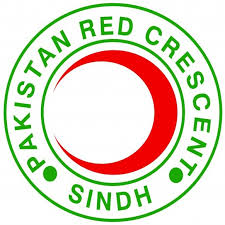 PAKISTAN RED CRESCENT
SINDH